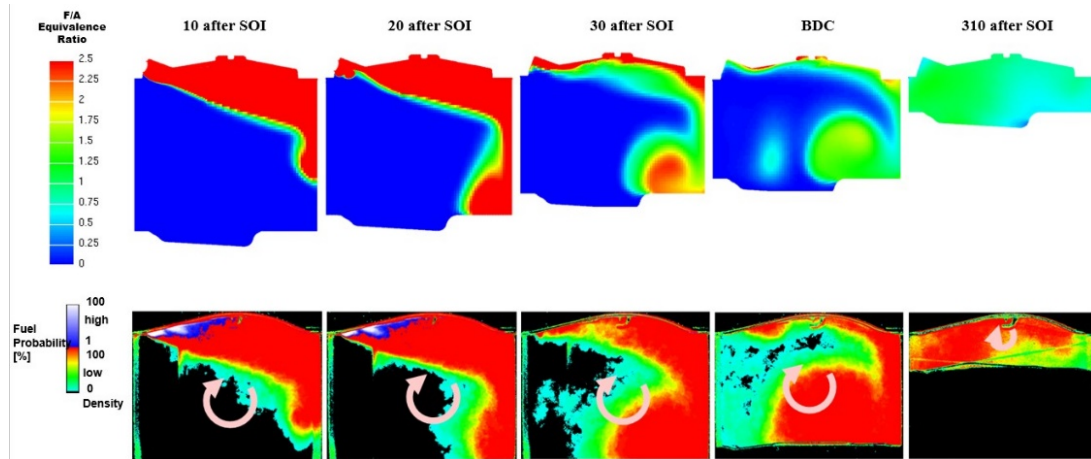 F/A
Equivalence
Ratio
10 after SOI
20 after SOI
30 after SOI
BDC
310 after SOI
2.5
2.25
2
1.75
1.5
1.25
1
0.75
0.5
0.25
0
Fuel
Probability
[%]
100
high
1
100
low
0
Density